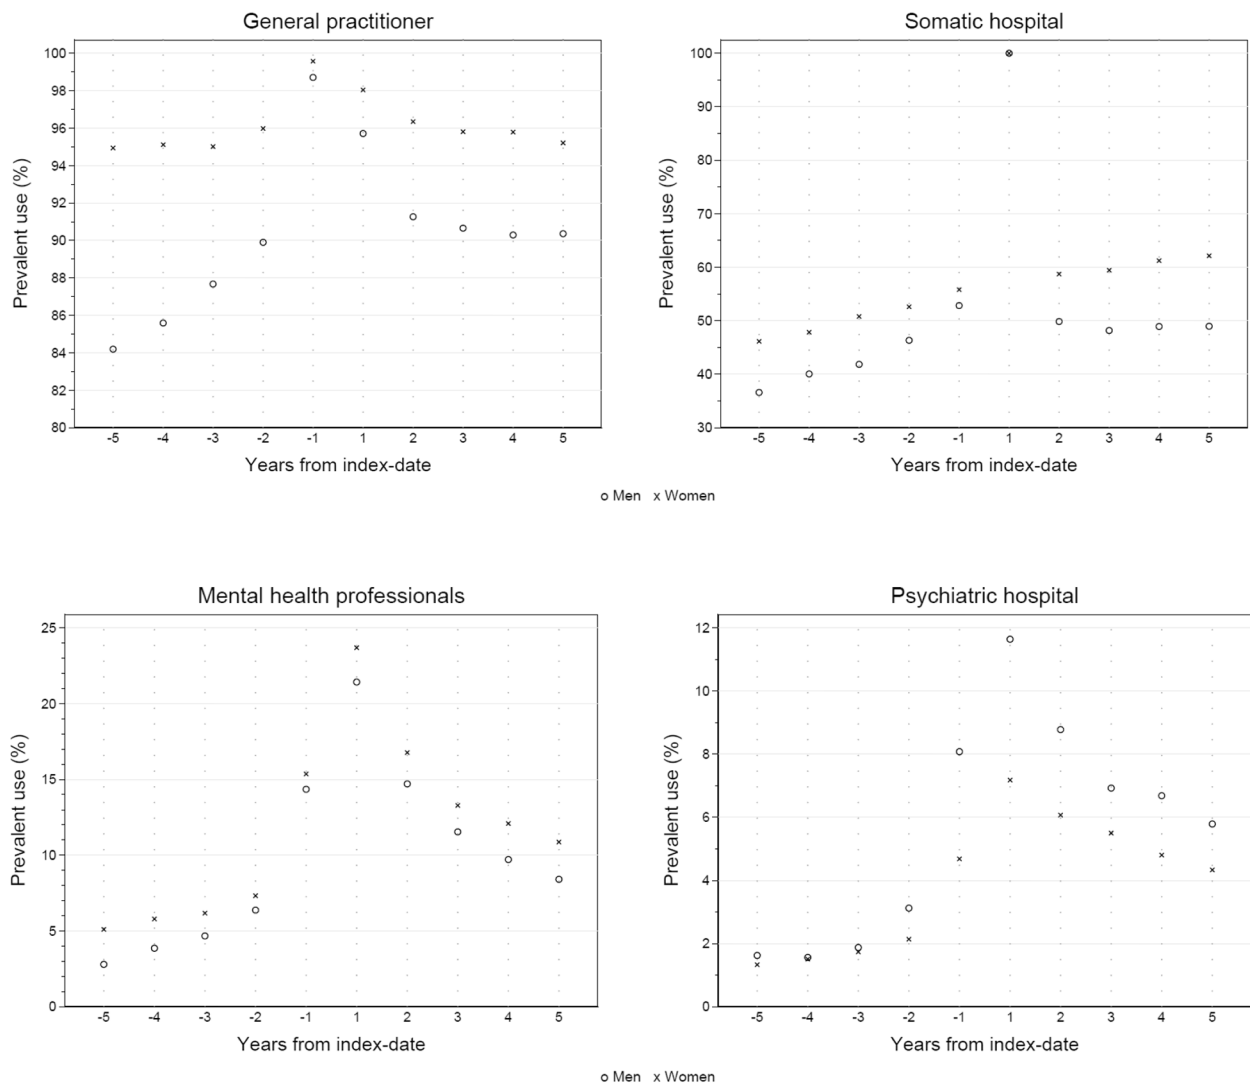 General practitioner
Prevalent use (%)
100
98
96
94
92
90
88
86
84
82
80
-5 -4 -3 -2 -1 1 2 3 4 5
Years from index-date
Somatic hospital
Prevalent use (%)
100
90
80
70
60
50
40
30
-5 -4 -3 -2 -1 1 2 3 4 5
Years from index-date
o Men x Women
Mental health professionals
Prevalent use (%)
25
20
15
10
5
0
-5 -4 -3 -2 -1 1 2 3 4 5
Years from index-date
Psychiatric hospital
Prevalent use (%)
12
10
8
6
4
2
0
-5 -4 -3 -2 -1 1 2 3 4 5
Years from index-date
o Men x Women